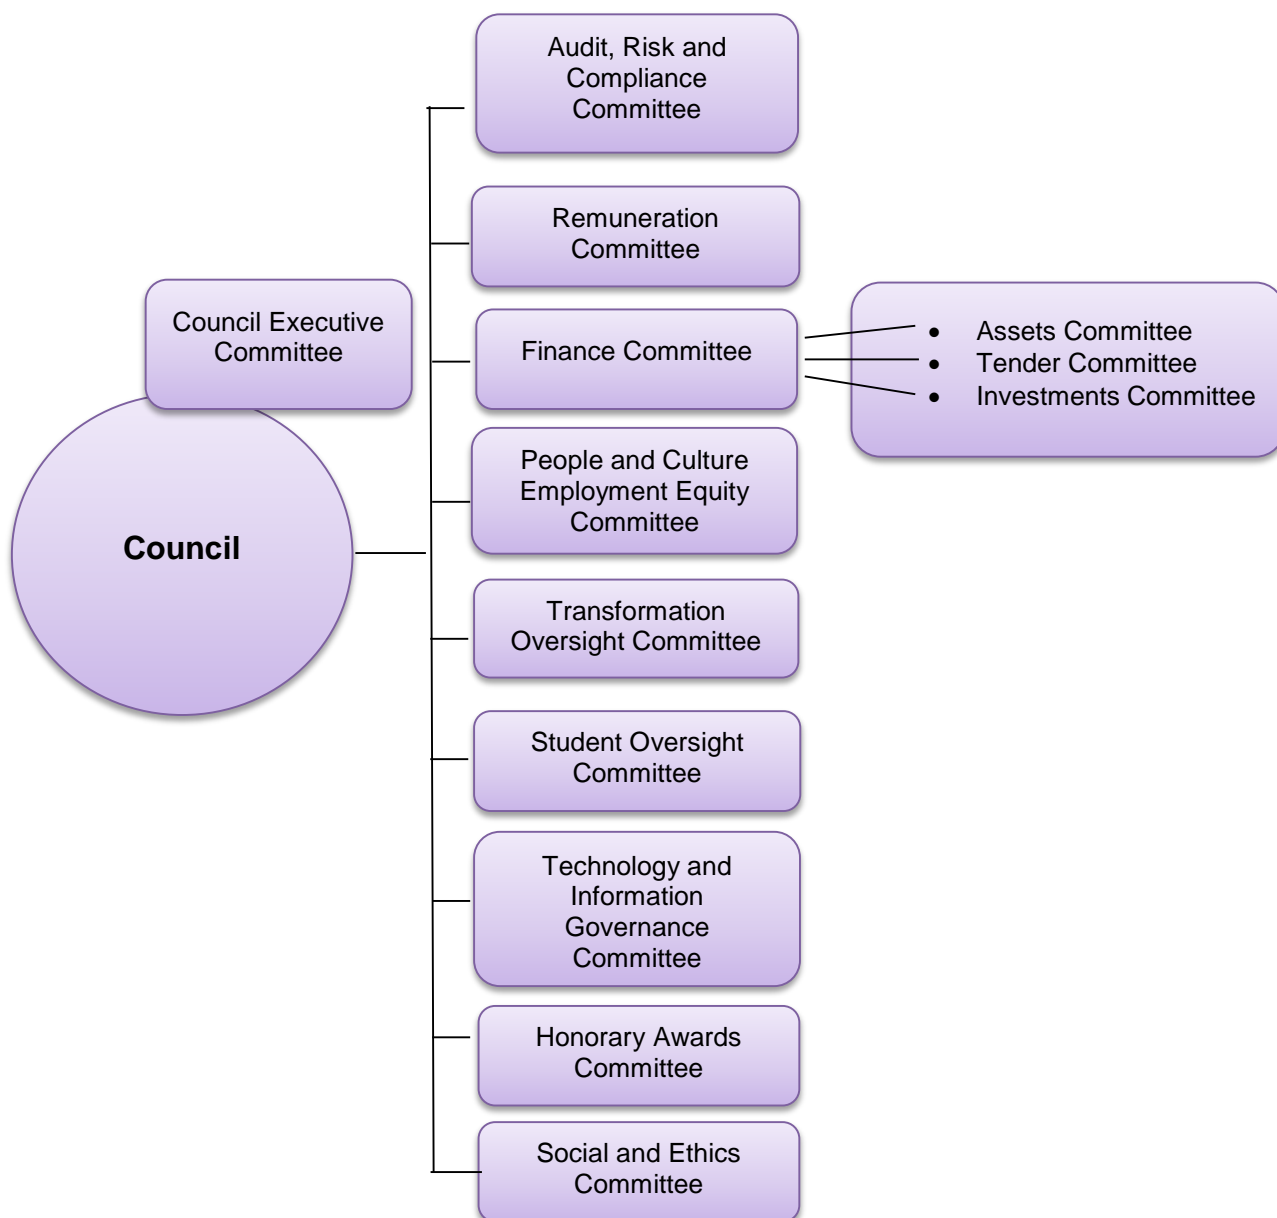 Audit, Risk and
Compliance
Committee
Remuneration
Committee
Council Executive
Committee
Finance Committee
• Assets Committee
• Tender Committee
• Investments Committee
People and Culture
Employment Equity
Committee
Council
Transformation
Oversight Committee
Student Oversight
Committee
Technology and
Information
Governance
Committee
Honorary Awards
Committee
Social and Ethics
Committee